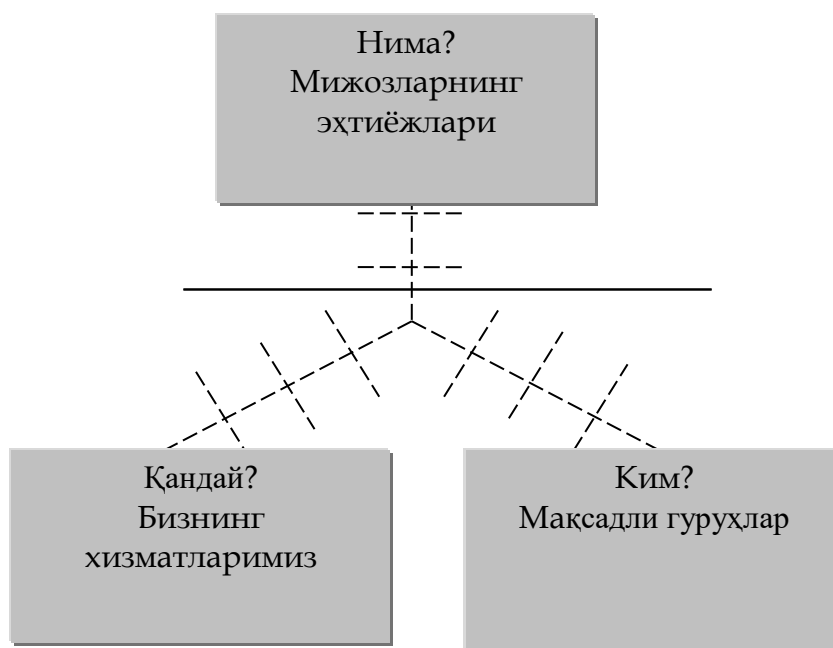 Нима?
Мижозларнинг
эҳтиёжлари
Қандай?
Бизнинг
хизматларимиз
Ким?
Мақсадли гуруҳлар